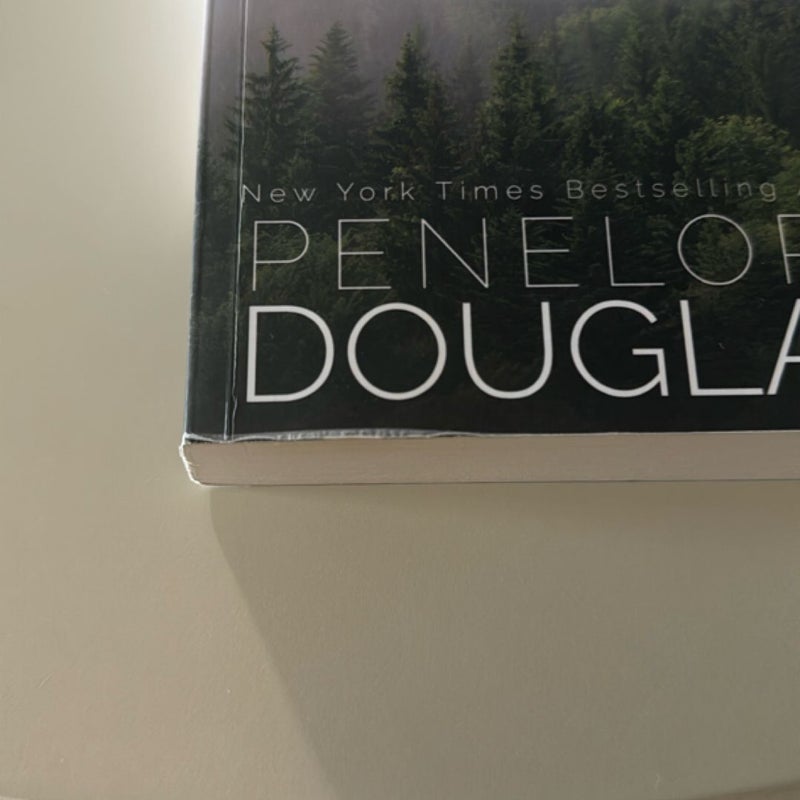 New York Times Bestselling
PENELOP
DOUGLA